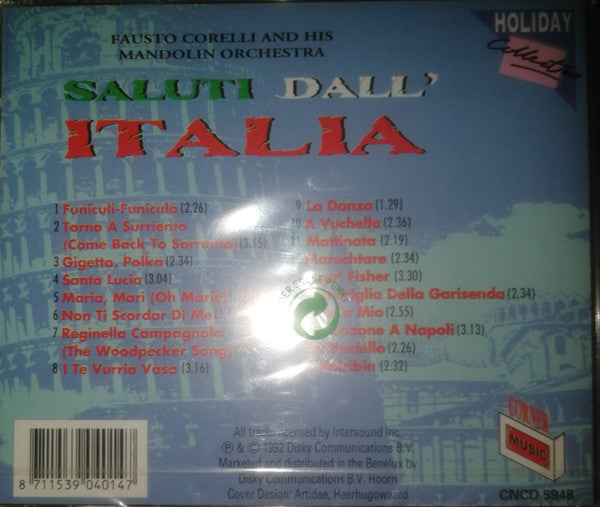 FAUSTO CORELLI AND HIS
MANDOLIN ORCHESTRA
HOLIDAY
Collection
SALUTI DALL'
ITALIA
1 Funiculi-Funicula (2.26)
2 Torna A Surriento
(Come Back To Sorrento) (3.15)
3 Gigetta, Polka (2.34)
4 Santa Lucia (3.04)
5 Maria, Mari (Oh Marie)
6 Non Ti Scordar Di Me
7 Reginella Campagnola
(The Woodpecker Song)
8 I Te Vurria Vasa (3.16)
9 La Danza (1.29)
10 A Vuchella (2.36)
11 Mattinata (2.19)
Marechiare (2.34)
Fisher (3.30)
Della Garisenda (2,34)
Mio (2.55)
A Napoli (3.13)
(2.26)
(2.32)
All tracks licensed by Intersound Inc.
℗ & © 1992 Disky Communications B.V.
Marketed and distributed in the Benelux by
Disky Communications B.V. Hoorn
Cover Design: Artidee, Heerhugowaard
8 711539 040147
CORNER
MUSIC
CNCD 5948